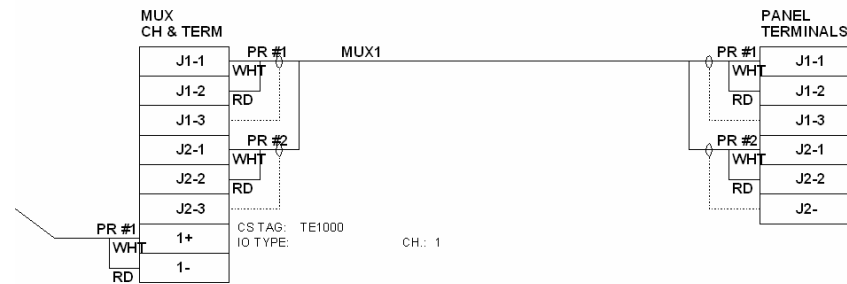 MUX
CH & TERM
PANEL
TERMINALS
J1-1 PR #1 MUX1 PR #1 J1-1
WHT WHT
J1-2 RD RD J1-2
J1-3 J1-3
J2-1 PR #2 PR #2 J2-1
WHT WHT
J2-2 RD RD J2-2
J2-3 J2-
PR #1 1+ CS TAG: TE1000
WHT IO TYPE: CH.: 1
RD 1-